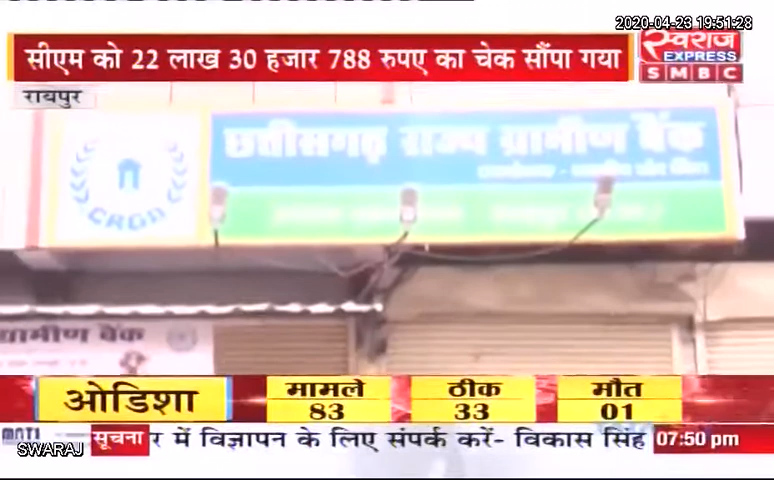 2020-04-23 19:51:28
सीएम को 22 लाख 30 हजार 788 रुपए का चेक सौंपा गया
स्वराज
EXPRESS
SMBC
रायपुर
छत्तीसगढ़ राज्य ग्रामीण बैंक
CRGB
ग्रामीण बैंक
ओडिशा
मामले
83
ठीक
33
मौत
01
सूचना
र में विज्ञापन के लिए संपर्क करें- विकास सिंह
07:50 pm
SWARAJ